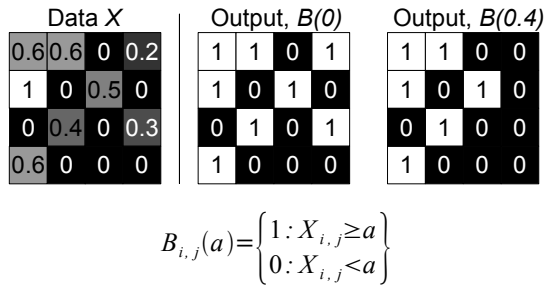 Data X Output, B(0) Output, B(0.4)
0.6 0.6 0 0.2 1 1 0 1 1 1 0 0
1 0 0.5 0 1 0 1 0 1 0 1 0
0 0.4 0 0.3 0 1 0 1 0 1 0 0
0.6 0 0 0 1 0 0 0 1 0 0 0
B i, j (a)={1 : X i, j ≥a
0 : X i, j <a}